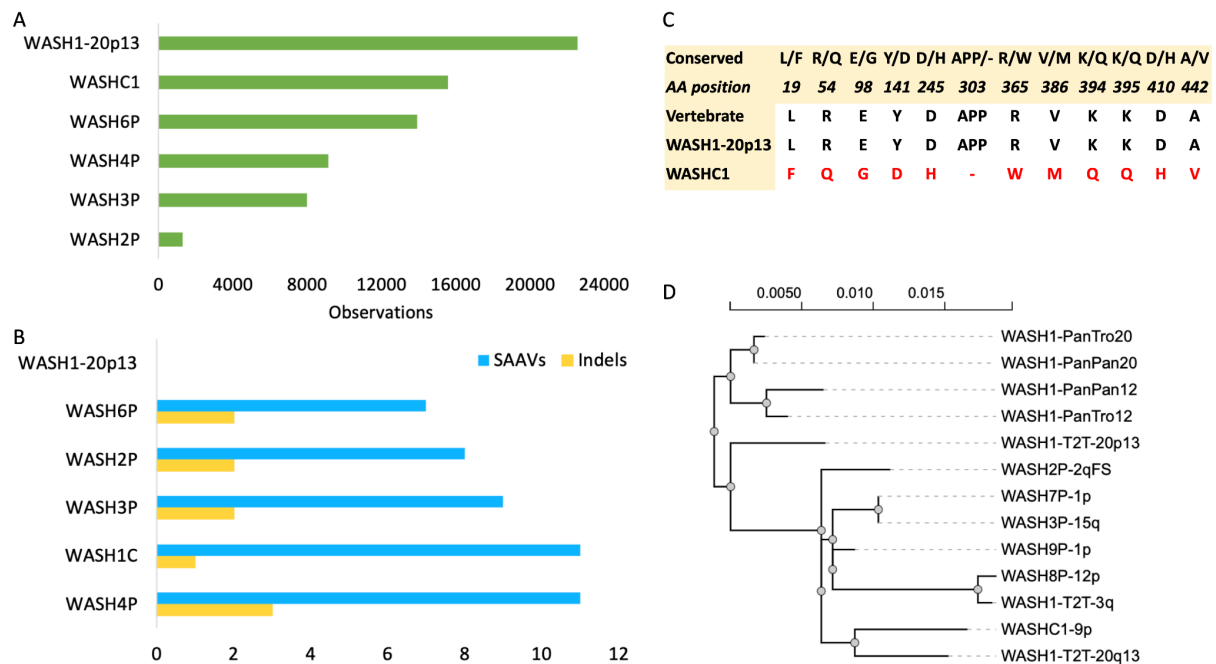 A
WASH1-20p13
WASHC1
WASH6P
WASH4P
WASH3P
WASH2P
0 4000 8000 12000 16000 20000 24000
Observations
B
WASH1-20p13
SAAVs Indels
WASH6P
WASH2P
WASH3P
WASH1C
WASH4P
0 2 4 6 8 10 12
C
Conserved L/F R/Q E/G Y/D D/H APP/- R/W V/M K/Q K/Q D/H A/V
AA position 19 54 98 141 245 303 365 386 394 395 410 442
Vertebrate L R E Y D APP R V K K D A
WASH1-20p13 L R E Y D APP R V K K D A
WASHC1 F Q G D H - W M Q Q H V
D
0.0050 0.010 0.015
WASH1-PanTro20
WASH1-PanPan20
WASH1-PanPan12
WASH1-PanTro12
WASH1-T2T-20p13
WASH2P-2qFS
WASH7P-1p
WASH3P-15q
WASH9P-1p
WASH8P-12p
WASH1-T2T-3q
WASHC1-9p
WASH1-T2T-20q13